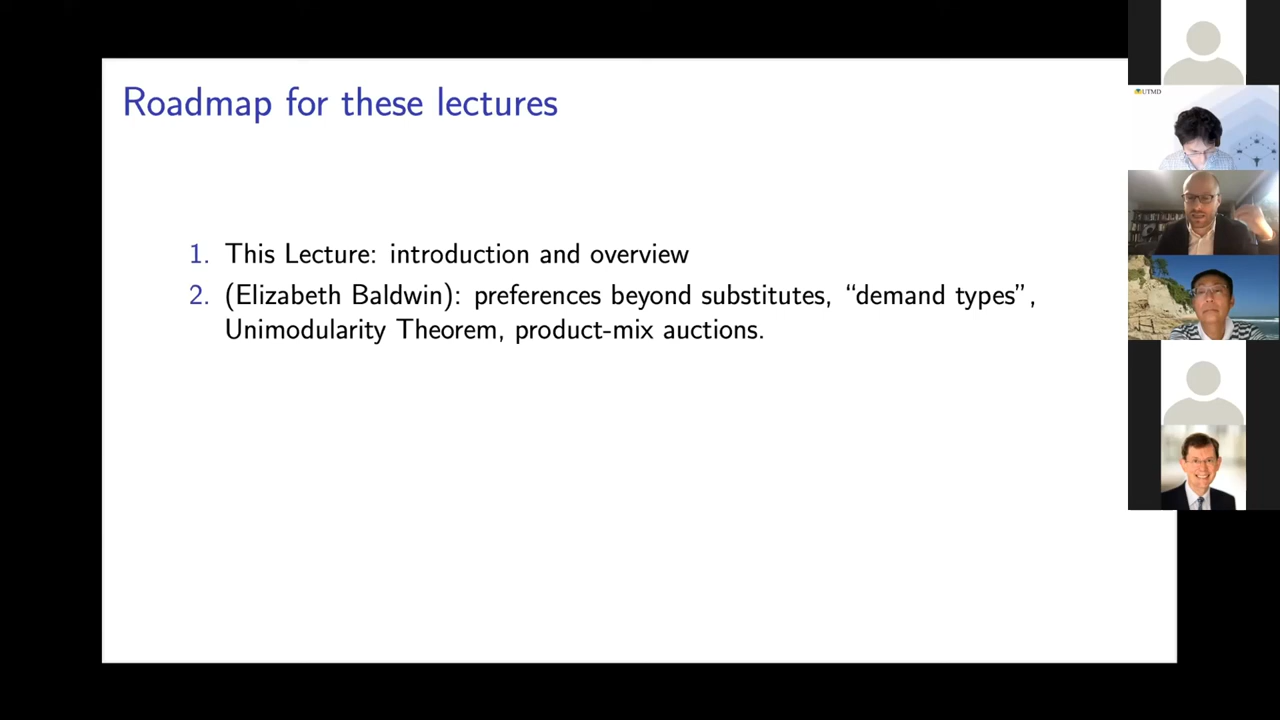 Roadmap for these lectures
UTMD
1. This Lecture: introduction and overview
2. (Elizabeth Baldwin): preferences beyond substitutes, “demand types”,
Unimodularity Theorem, product-mix auctions.